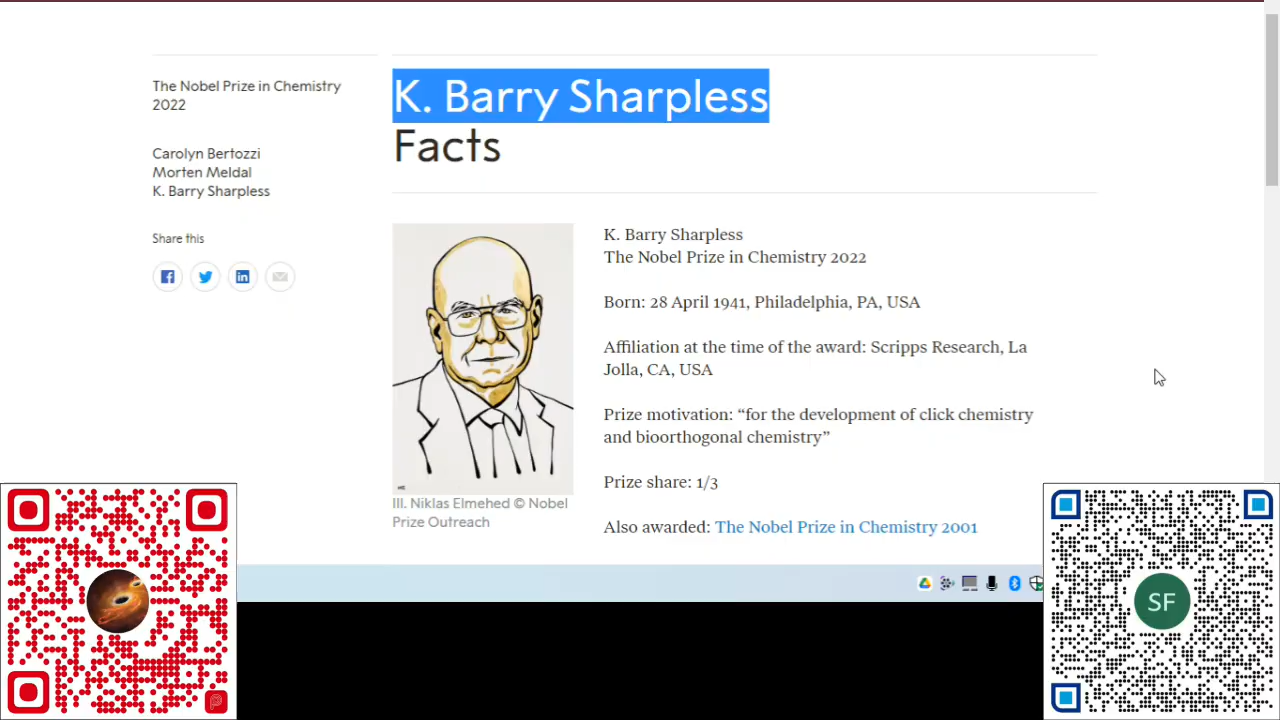 The Nobel Prize in Chemistry
2022
Carolyn Bertozzi
Morten Meldal
K. Barry Sharpless
Share this
K. Barry Sharpless
Facts
Ill. Niklas Elmehed © Nobel
Prize Outreach
K. Barry Sharpless
The Nobel Prize in Chemistry 2022
Born: 28 April 1941, Philadelphia, PA, USA
Affiliation at the time of the award: Scripps Research, La
Jolla, CA, USA
Prize motivation: “for the development of click chemistry
and bioorthogonal chemistry”
Prize share: 1/3
Also awarded: The Nobel Prize in Chemistry 2001
SF